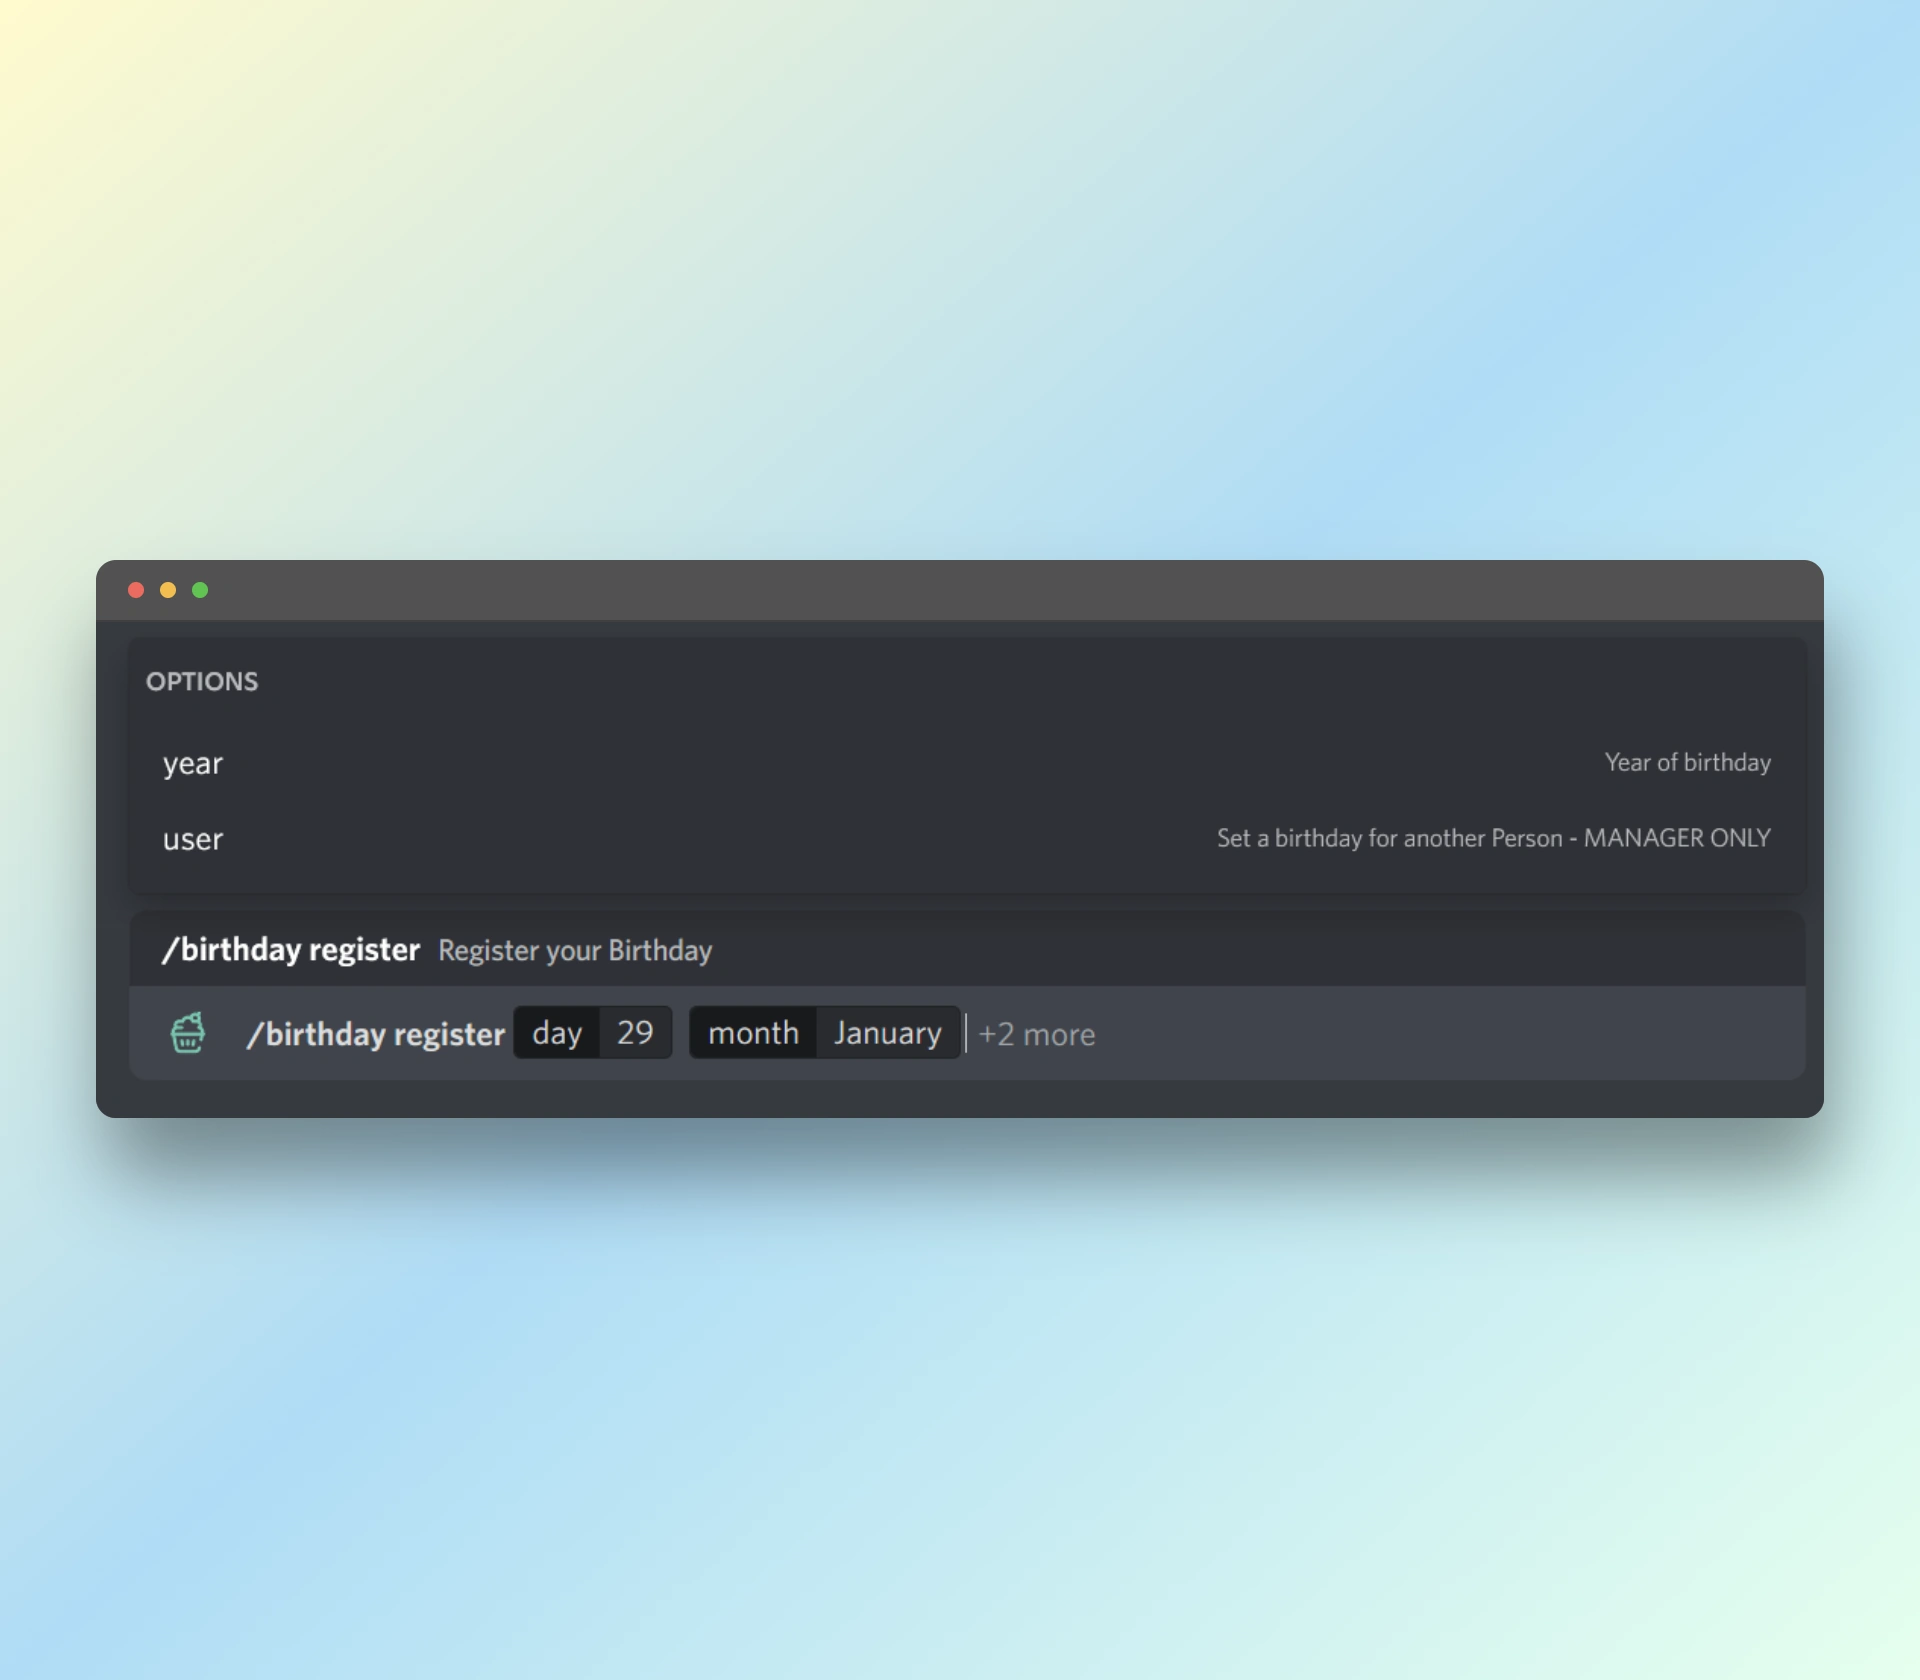 OPTIONS
year Year of birthday
user Set a birthday for another Person - MANAGER ONLY
/birthday register Register your Birthday
/birthday register day 29 month January +2 more